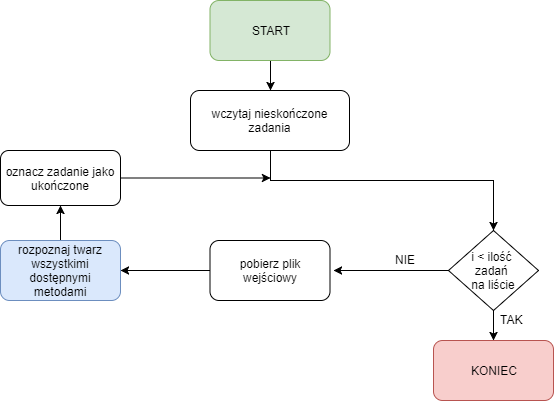 START
wczytaj nieskończone
zadania
oznacz zadanie jako
ukończone
rozpoznaj twarz
wszystkimi
dostępnymi
metodami
pobierz plik
wejściowy
NIE
i < ilość
zadań
na liście
TAK
KONIEC